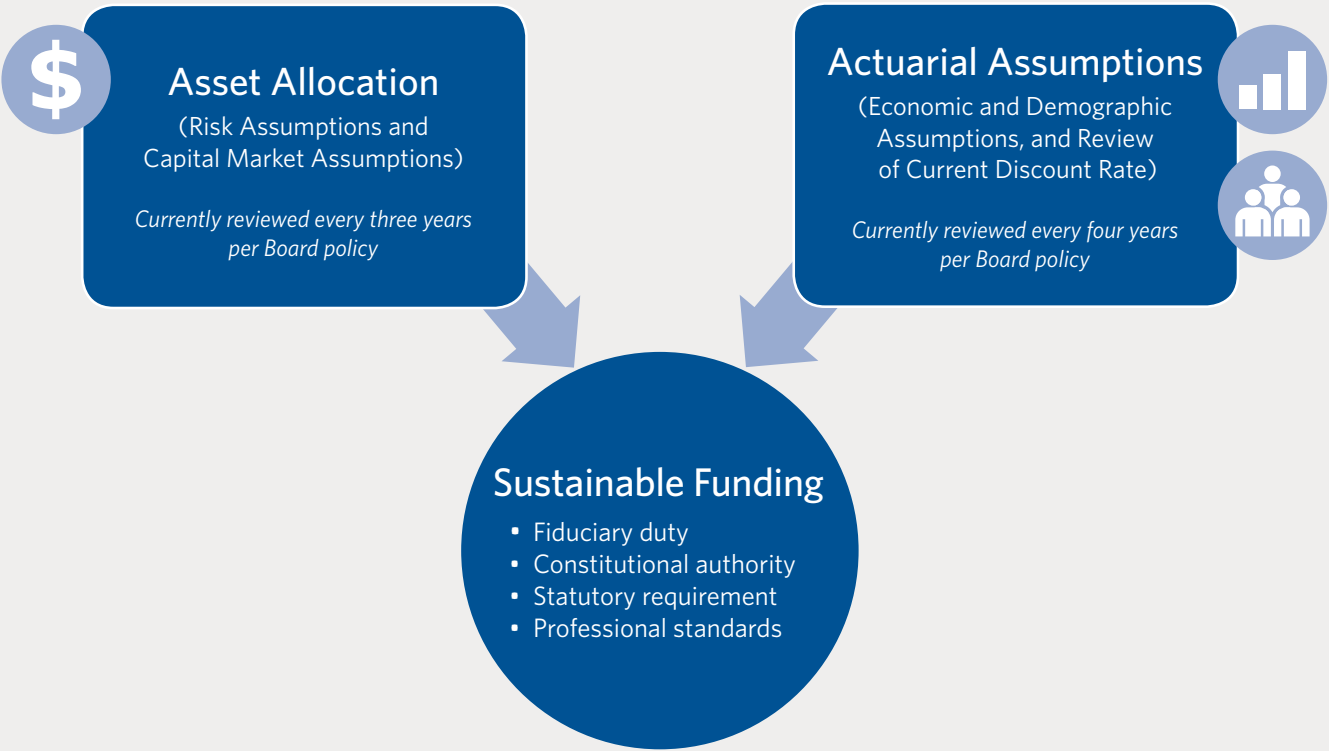 $
Asset Allocation
(Risk Assumptions and
Capital Market Assumptions)
Currently reviewed every three years
per Board policy
Actuarial Assumptions
(Economic and Demographic
Assumptions, and Review
of Current Discount Rate)
Currently reviewed every four years
per Board policy
Sustainable Funding
• Fiduciary duty
• Constitutional authority
• Statutory requirement
• Professional standards